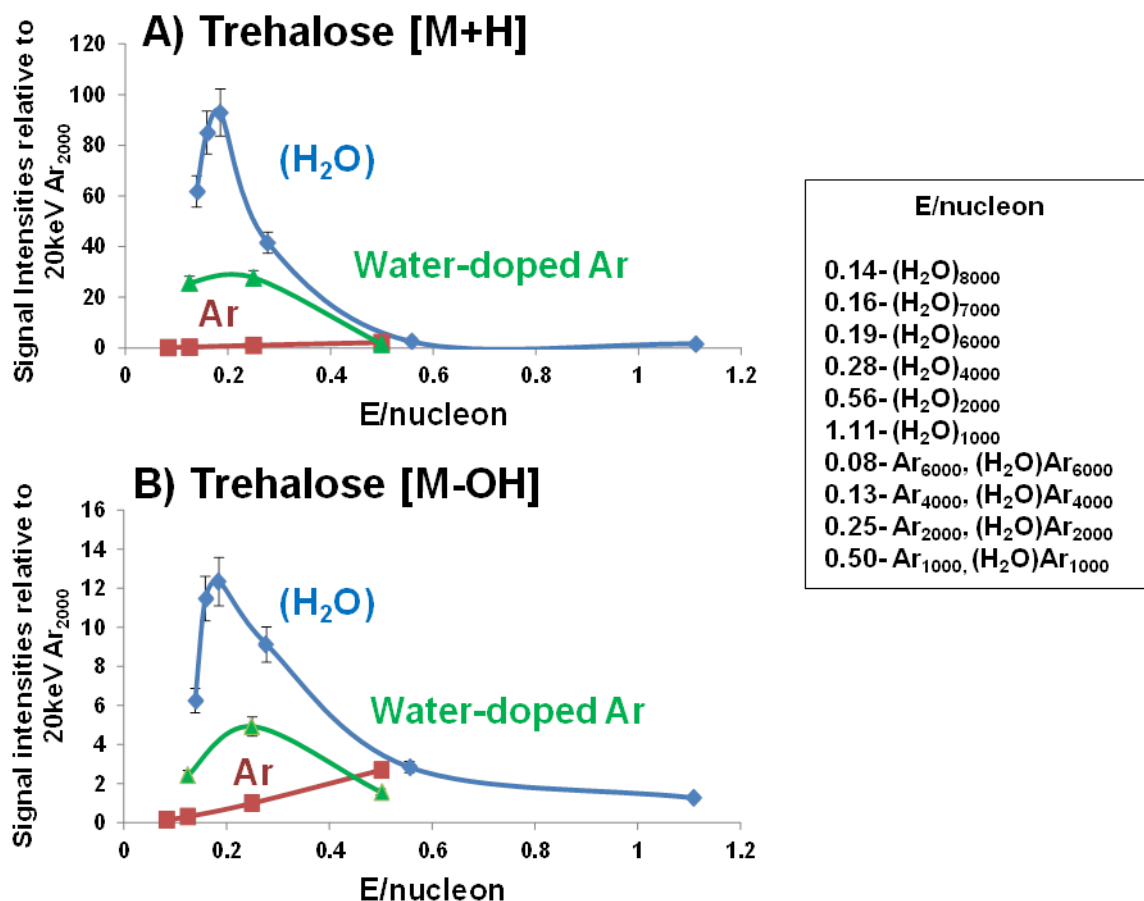 A) Trehalose [M+H]
Signal Intensities relative to
20keV Ar₂₀₀₀
120
100
80
60
40
20
0
(H₂O)
Water-doped Ar
Ar
0 0.2 0.4 0.6 0.8 1 1.2
E/nucleon
B) Trehalose [M-OH]
Signal intensities relative to
20keV Ar₂₀₀₀
16
14
12
10
8
6
4
2
0
(H₂O)
Water-doped Ar
Ar
0 0.2 0.4 0.6 0.8 1 1.2
E/nucleon
E/nucleon
0.14- (H₂O)₈₀₀₀
0.16- (H₂O)₇₀₀₀
0.19- (H₂O)₆₀₀₀
0.28- (H₂O)₄₀₀₀
0.56- (H₂O)₂₀₀₀
1.11- (H₂O)₁₀₀₀
0.08- Ar₆₀₀₀, (H₂O)Ar₆₀₀₀
0.13- Ar₄₀₀₀, (H₂O)Ar₄₀₀₀
0.25- Ar₂₀₀₀, (H₂O)Ar₂₀₀₀
0.50- Ar₁₀₀₀, (H₂O)Ar₁₀₀₀